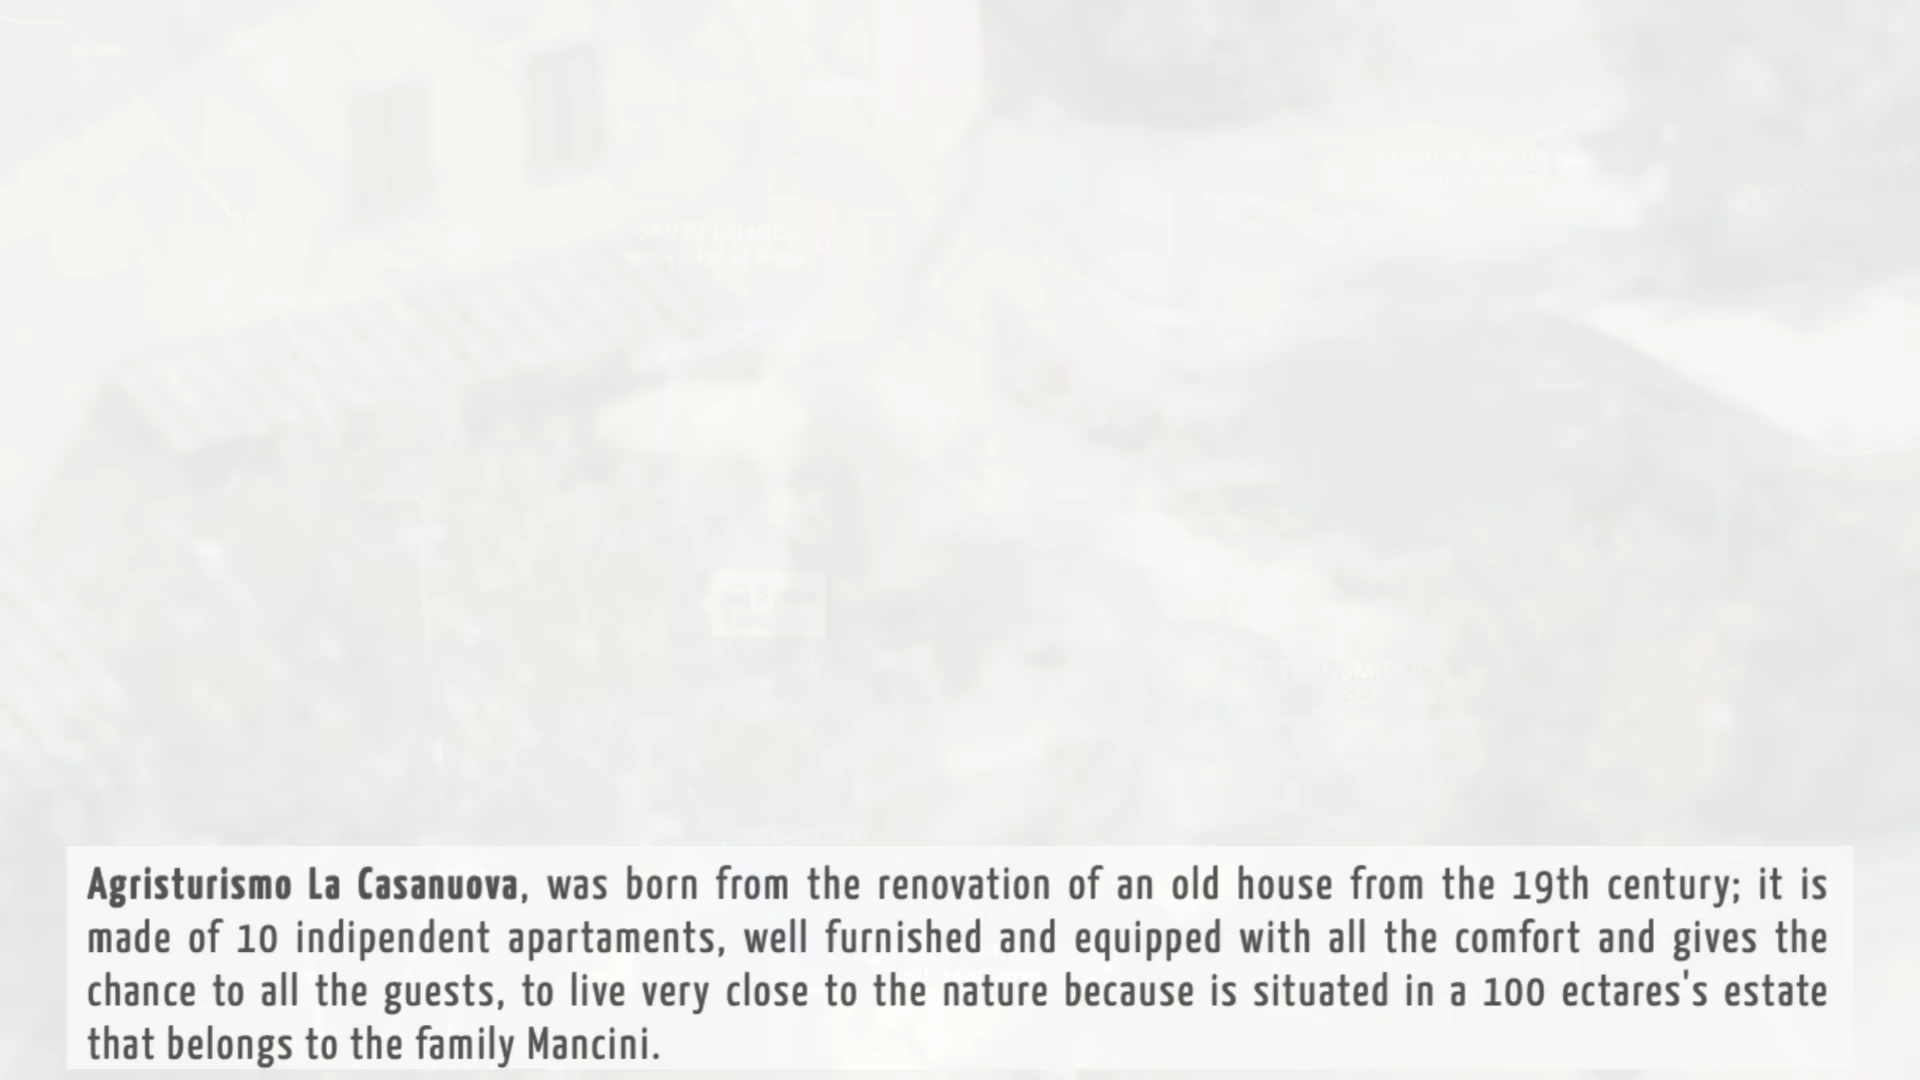 Agristurismo La Casanuova, was born from the renovation of an old house from the 19th century; it is
made of 10 indipendent apartaments, well furnished and equipped with all the comfort and gives the
chance to all the guests, to live very close to the nature because is situated in a 100 ectares's estate
that belongs to the family Mancini.